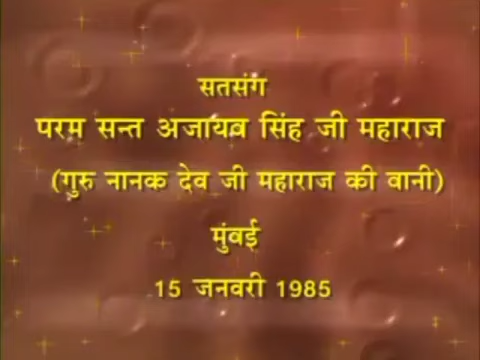 सतसंग
परम सन्त अजायब सिंह जी महाराज
(गुरु नानक देव जी महाराज की वानी)
मुंबई
15 जनवरी 1985